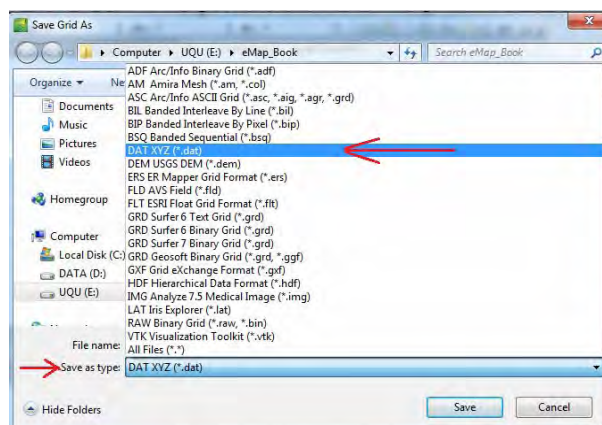 Save Grid As
Computer ▸ UQU (E:) ▸ eMap_Book
Search eMap_Book
Organize
Ne
Documents
Music
Pictures
Videos
Homegroup
Computer
Local Disk (C:)
DATA (D:)
UQU (E:)
ADF Arc/Info Binary Grid (*.adf)
AM Amira Mesh (*.am, *.col)
ASC Arc/Info ASCII Grid (*.asc, *.aig, *.agr, *.grd)
BIL Banded Interleave By Line (*.bil)
BIP Banded Interleave By Pixel (*.bip)
BSQ Banded Sequential (*.bsq)
DAT XYZ (*.dat)
DEM USGS DEM (*.dem)
ERS ER Mapper Grid Format (*.ers)
FLD AVS Field (*.fld)
FLT ESRI Float Grid Format (*.flt)
GRD Surfer 6 Text Grid (*.grd)
GRD Surfer 6 Binary Grid (*.grd)
GRD Surfer 7 Binary Grid (*.grd)
GRD Geosoft Binary Grid (*.grd, *.ggf)
GXF Grid eXchange Format (*.gxf)
HDF Hierarchical Data Format (*.hdf)
IMG Analyze 7.5 Medical Image (*.img)
LAT Iris Explorer (*.lat)
RAW Binary Grid (*.raw, *.bin)
VTK Visualization Toolkit (*.vtk)
All Files (*.*)
File name:
Save as type: DAT XYZ (*.dat)
Hide Folders
Save
Cancel